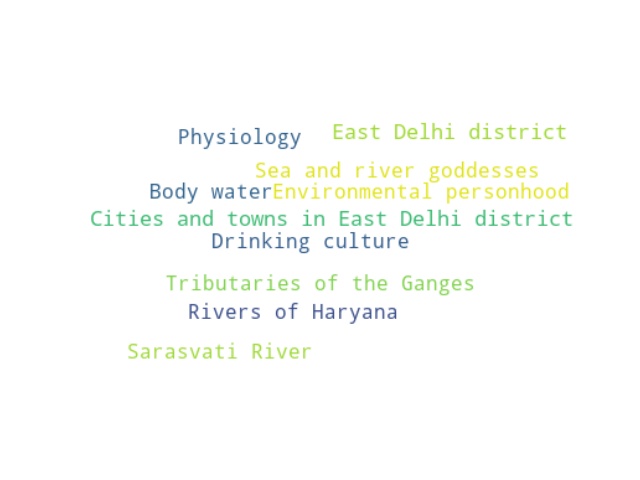 Physiology
East Delhi district
Sea and river goddesses
Body water
Environmental personhood
Cities and towns in East Delhi district
Drinking culture
Tributaries of the Ganges
Rivers of Haryana
Sarasvati River